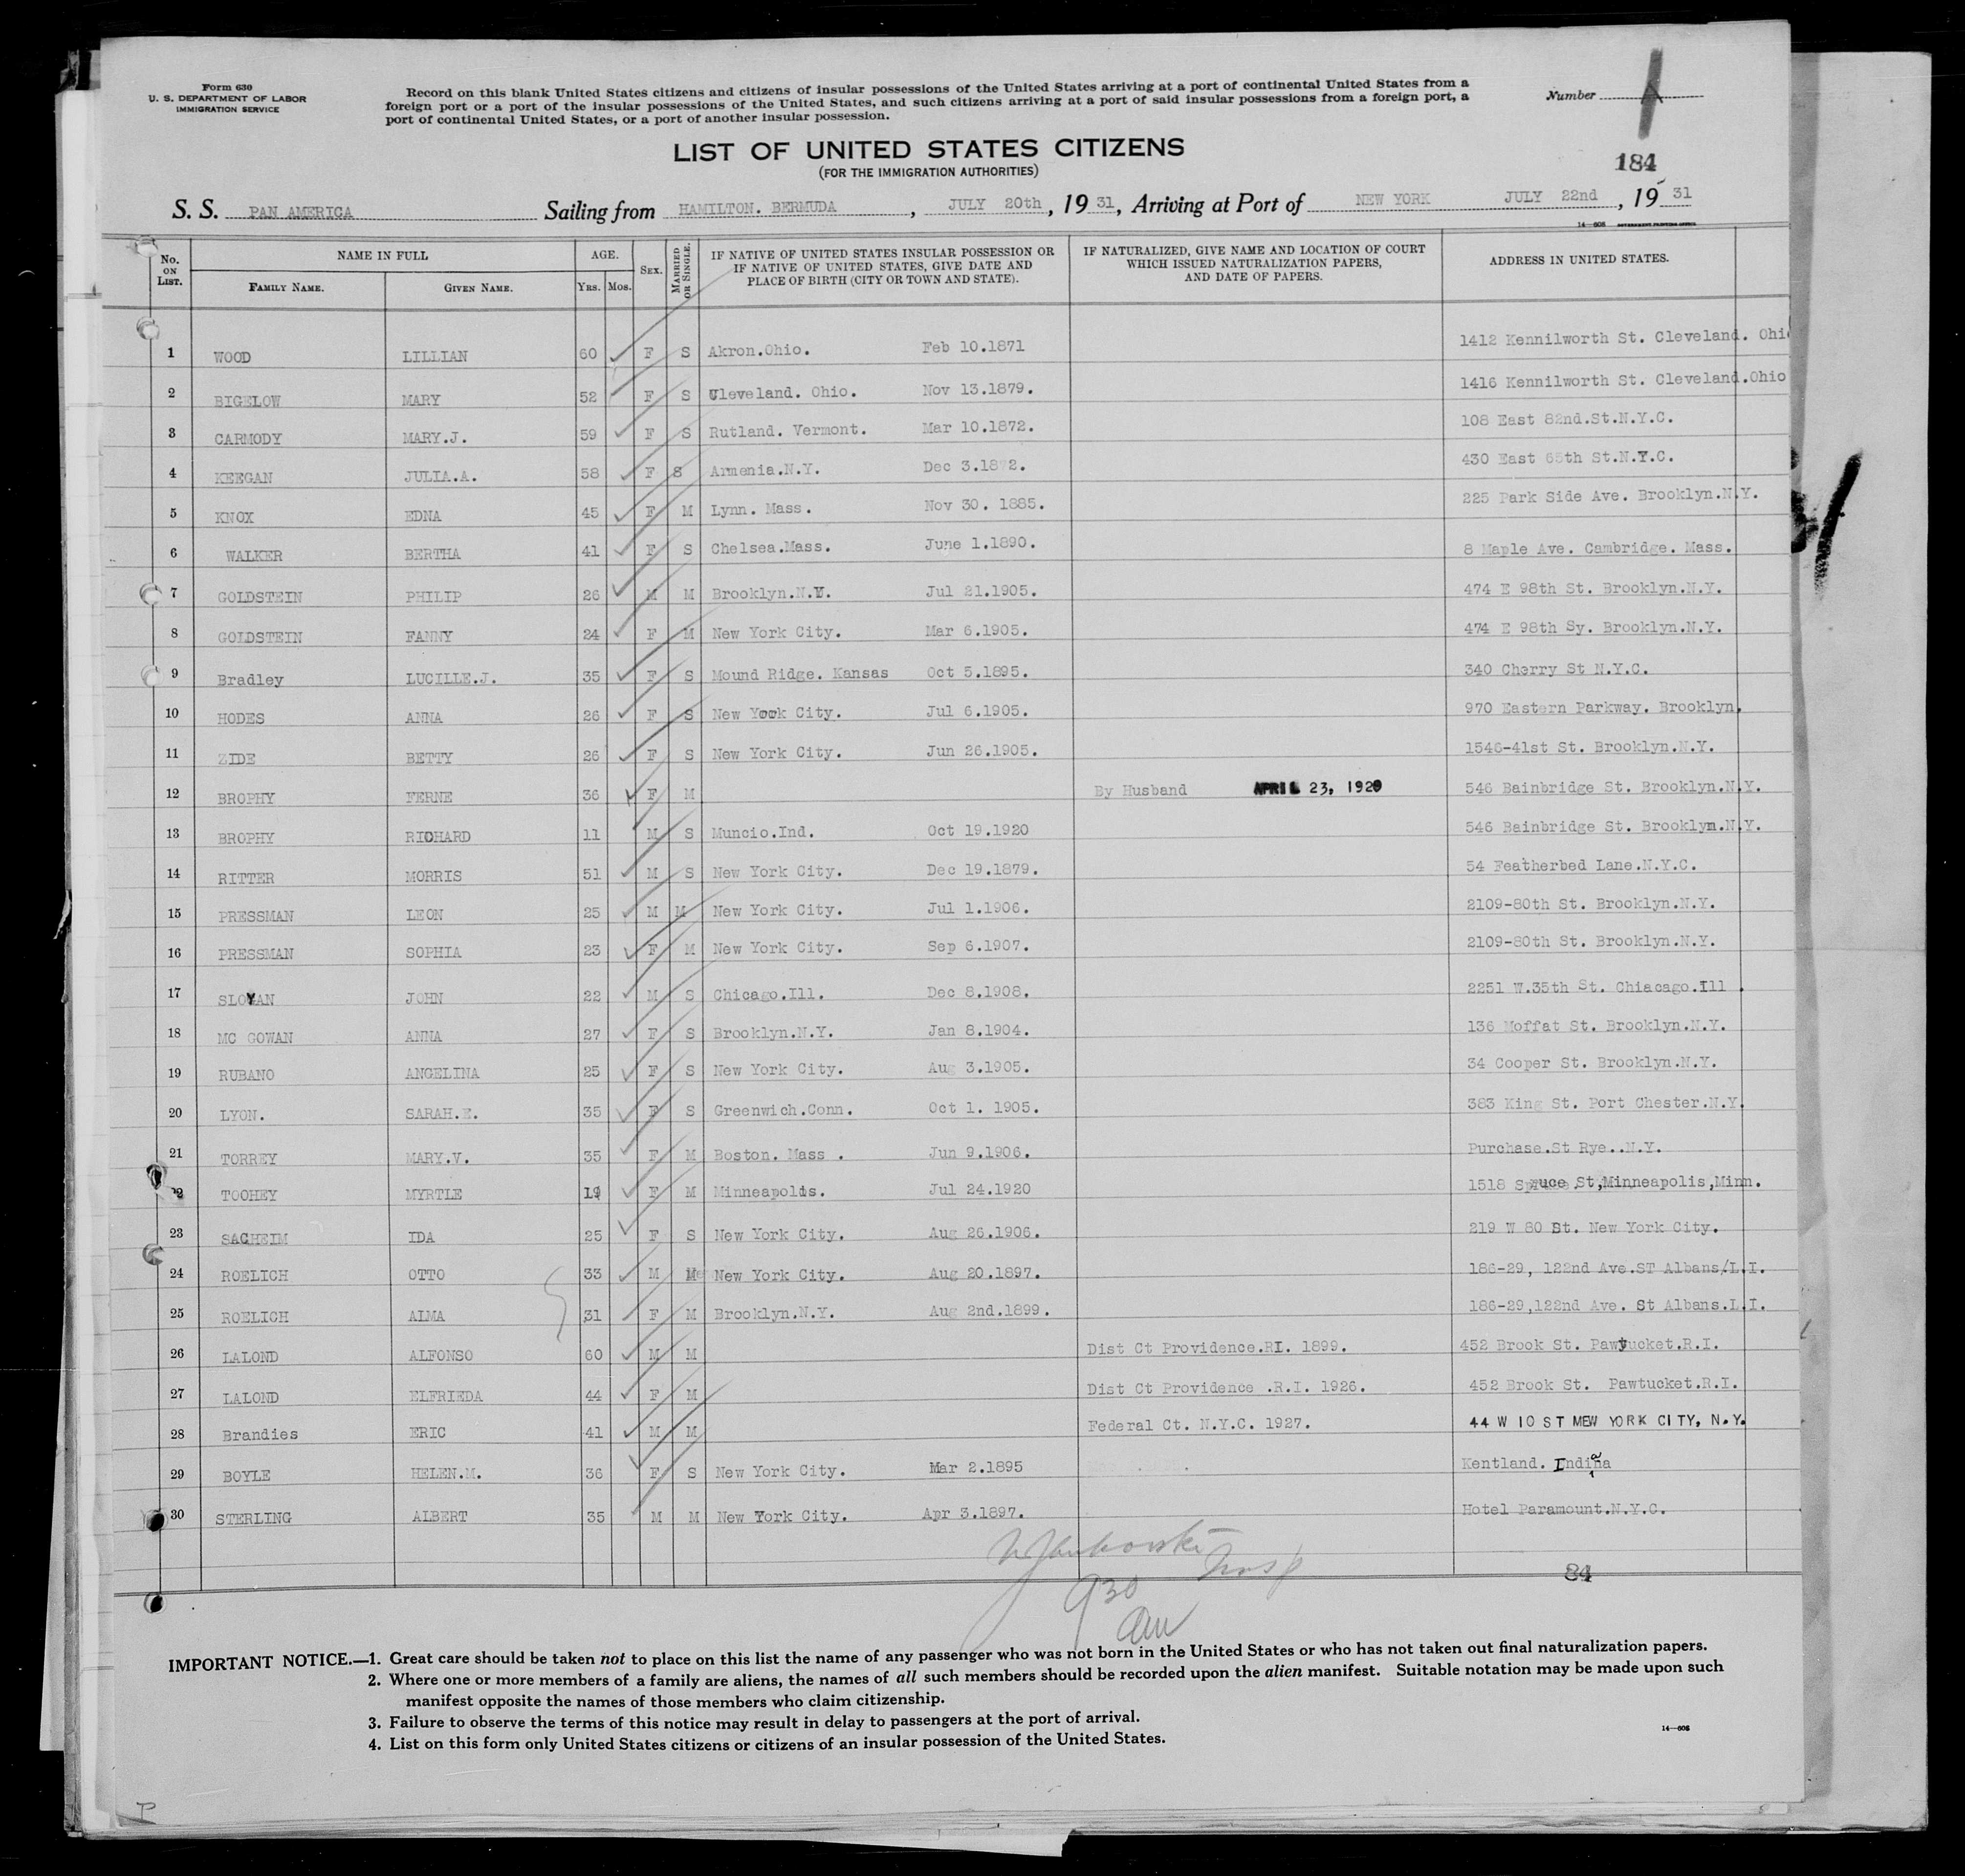 Form 630
U. S. DEPARTMENT OF LABOR
IMMIGRATION SERVICE
Record on this blank United States citizens and citizens of insular possessions of the United States arriving at a port of continental United States from a
foreign port or a port of the insular possessions of the United States, and such citizens arriving at a port of said insular possessions from a foreign port, a
port of continental United States, or a port of another insular possession.
Number
LIST OF UNITED STATES CITIZENS
(FOR THE IMMIGRATION AUTHORITIES)
184
S. S. PAN AMERICA Sailing from HAMILTON. BERMUDA, JULY 20th, 19 31, Arriving at Port of NEW YORK JULY 22nd, 19 31
14—606 GOVERNMENT PRINTING OFFICE
No. ON LIST. NAME IN FULL FAMILY NAME. GIVEN NAME. AGE. YRS. MOS. SEX. MARRIED OR SINGLE. IF NATIVE OF UNITED STATES INSULAR POSSESSION OR IF NATIVE OF UNITED STATES, GIVE DATE AND PLACE OF BIRTH (CITY OR TOWN AND STATE). IF NATURALIZED, GIVE NAME AND LOCATION OF COURT WHICH ISSUED NATURALIZATION PAPERS, AND DATE OF PAPERS. ADDRESS IN UNITED STATES.
1 WOOD LILLIAN 60 F S Akron.Ohio. Feb 10.1871 1412 Kennilworth St. Cleveland. Ohi
2 BIGELOW MARY 52 F S Cleveland. Ohio. Nov 13.1879. 1416 Kennilworth St. Cleveland.Ohio
3 CARMODY MARY.J. 59 F S Rutland. Vermont. Mar 10.1872. 108 East 82nd.St.N.Y.C.
4 KEEGAN JULIA.A. 58 F S Armenia.N.Y. Dec 3.1872. 430 East 65th St.N.Y.C.
5 KNOX EDNA 45 F M Lynn. Mass. Nov 30. 1885. 225 Park Side Ave. Brooklyn.N.Y.
6 WALKER BERTHA 41 F S Chelsea.Mass. June 1.1890. 8 Maple Ave. Cambridge. Mass.
7 GOLDSTEIN PHILIP 26 M M Brooklyn.N.Y. Jul 21.1905. 474 E 98th St. Brooklyn.N.Y.
8 GOLDSTEIN FANNY 24 F M New York City. Mar 6.1905. 474 E 98th Sy. Brooklyn.N.Y.
9 Bradley LUCILLE.J. 35 F S Mound Ridge. Kansas Oct 5.1895. 340 Cherry St N.Y.C.
10 HODES ANNA 26 F S New York City. Jul 6.1905. 970 Eastern Parkway. Brooklyn.
11 ZIDE BETTY 26 F S New York City. Jun 26.1905. 1546-41st St. Brooklyn.N.Y.
12 BROPHY FERNE 36 F M By Husband APRIL 23, 1920 546 Bainbridge St. Brooklyn.N.Y.
13 BROPHY RICHARD 11 M S Muncio.Ind. Oct 19.1920 546 Bainbridge St. Brooklyn.N.Y.
14 RITTER MORRIS 51 M S New York City. Dec 19.1879. 54 Featherbed Lane.N.Y.C.
15 PRESSMAN LEON 25 M M New York City. Jul 1.1906. 2109-80th St. Brooklyn.N.Y.
16 PRESSMAN SOPHIA 23 F M New York City. Sep 6.1907. 2109-80th St. Brooklyn.N.Y.
17 SLOYAN JOHN 22 M S Chicago.Ill. Dec 8.1908. 2251 W.35th St. Chiacago.Ill .
18 MC GOWAN ANNA 27 F S Brooklyn.N.Y. Jan 8.1904. 136 Moffat St. Brooklyn.N.Y.
19 RUBANO ANGELINA 25 F S New York City. Aug 3.1905. 34 Cooper St. Brooklyn.N.Y.
20 LYON. SARAH.E. 35 F S Greenwich.Conn. Oct 1. 1905. 383 King St. Port Chester.N.Y.
21 TORREY MARY.V. 35 F M Boston. Mass . Jun 9.1906. Purchase.St Rye..N.Y.
22 TOOHEY MYRTLE 19 F M Minneapolis. Jul 24.1920 1518 Spruce St,Minneapolis,Minn.
23 SACHEIM IDA 25 F S New York City. Aug 26.1906. 219 W 80 St. New York City.
24 ROELICH OTTO 33 M M New York City. Aug 20.1897. 186-29, 122nd Ave.ST Albans/L.I.
25 ROELICH ALMA 31 F M Brooklyn.N.Y. Aug 2nd.1899. 186-29,122nd Ave. St Albans.L.I.
26 LALOND ALFONSO 60 M M Dist Ct Providence.RI. 1899. 452 Brook St. Pawtucket.R.I.
27 LALOND ELFRIEDA 44 F M Dist Ct Providence .R.I. 1926. 452 Brook St. Pawtucket.R.I.
28 Brandies ERIC 41 M M Federal Ct. N.Y.C. 1927. 44 W 10 ST MEW YORK CITY, N.Y.
29 BOYLE HELEN.M. 36 F S New York City. Mar 2.1895 Kentland. Indiana
30 STERLING ALBERT 35 M M New York City. Apr 3.1897. Hotel Paramount.N.Y.C.
Insp
930
am
84
IMPORTANT NOTICE.—1. Great care should be taken not to place on this list the name of any passenger who was not born in the United States or who has not taken out final naturalization papers.
2. Where one or more members of a family are aliens, the names of all such members should be recorded upon the alien manifest. Suitable notation may be made upon such
manifest opposite the names of those members who claim citizenship.
3. Failure to observe the terms of this notice may result in delay to passengers at the port of arrival.
4. List on this form only United States citizens or citizens of an insular possession of the United States.
14—606